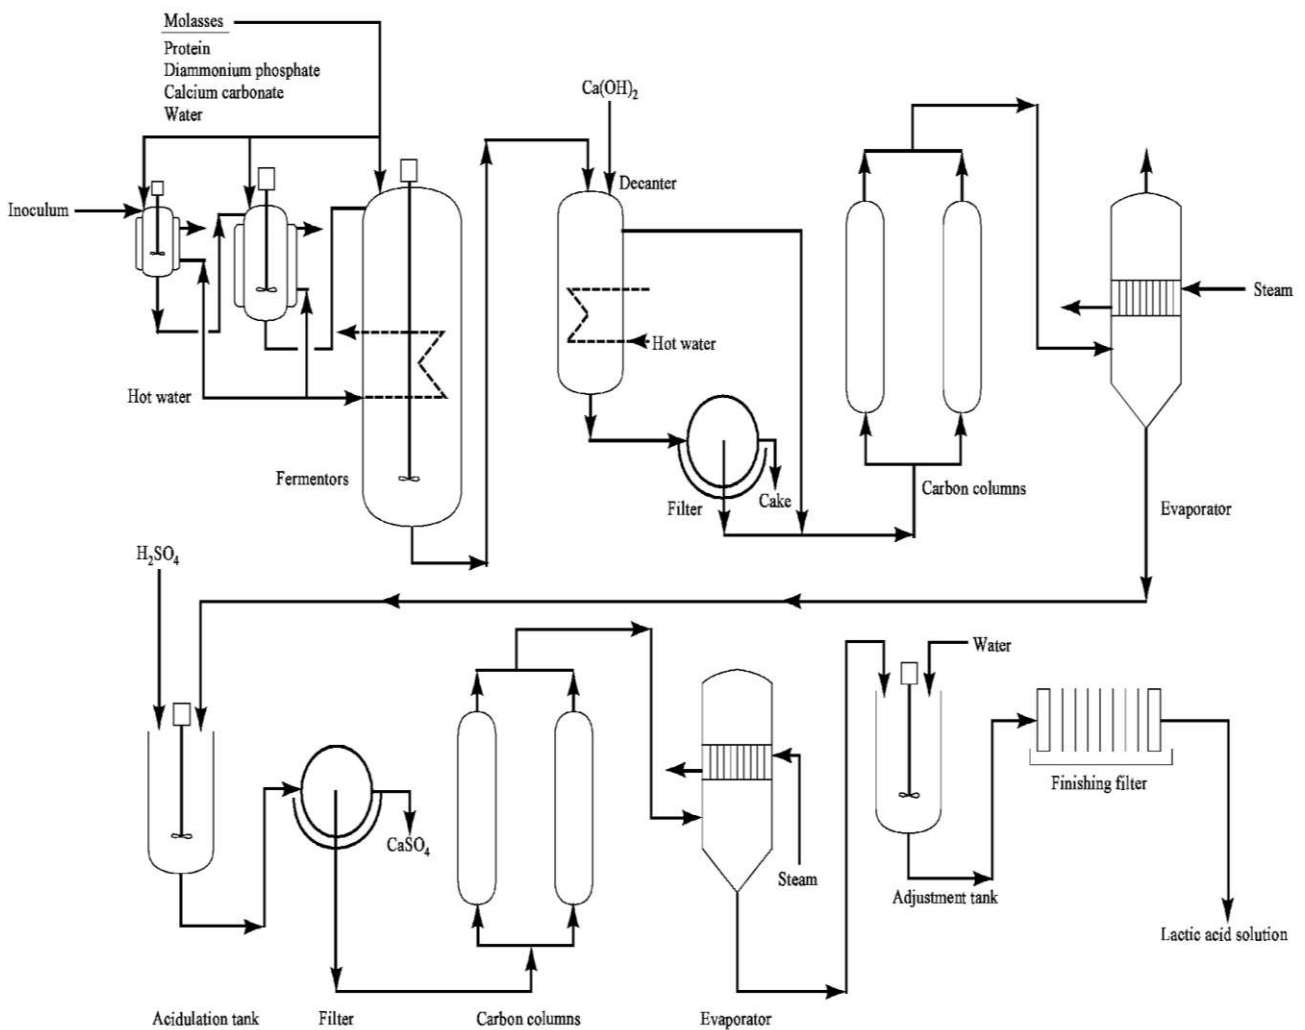 Molasses
Protein
Diammonium phosphate
Calcium carbonate
Water
Ca(OH)₂
Decanter
Inoculum
Steam
Hot water
Hot water
Fermentors
Filter
Cake
Carbon columns
Evaporator
H₂SO₄
Water
Finishing filter
CaSO₄
Steam
Adjustment tank
Lactic acid solution
Acidulation tank
Filter
Carbon columns
Evaporator